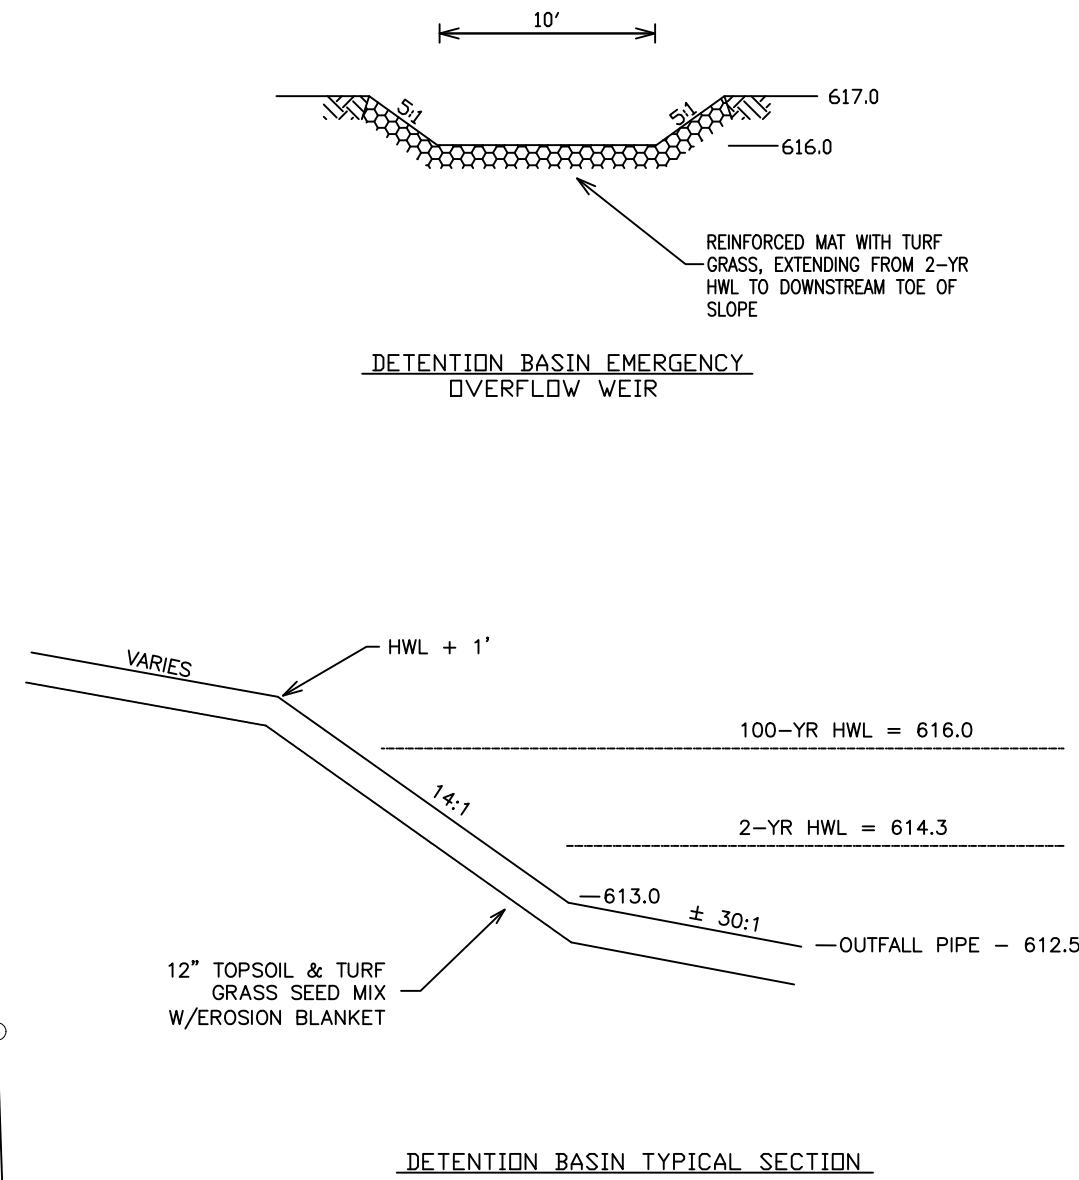 10'
5:1
5:1
617.0
616.0
REINFORCED MAT WITH TURF
GRASS, EXTENDING FROM 2-YR
HWL TO DOWNSTREAM TOE OF
SLOPE
DETENTION BASIN EMERGENCY
OVERFLOW WEIR
VARIES
HWL + 1'
100-YR HWL = 616.0
14:1
2-YR HWL = 614.3
613.0
± 30:1
OUTFALL PIPE - 612.5
12" TOPSOIL & TURF
GRASS SEED MIX
W/EROSION BLANKET
DETENTION BASIN TYPICAL SECTION